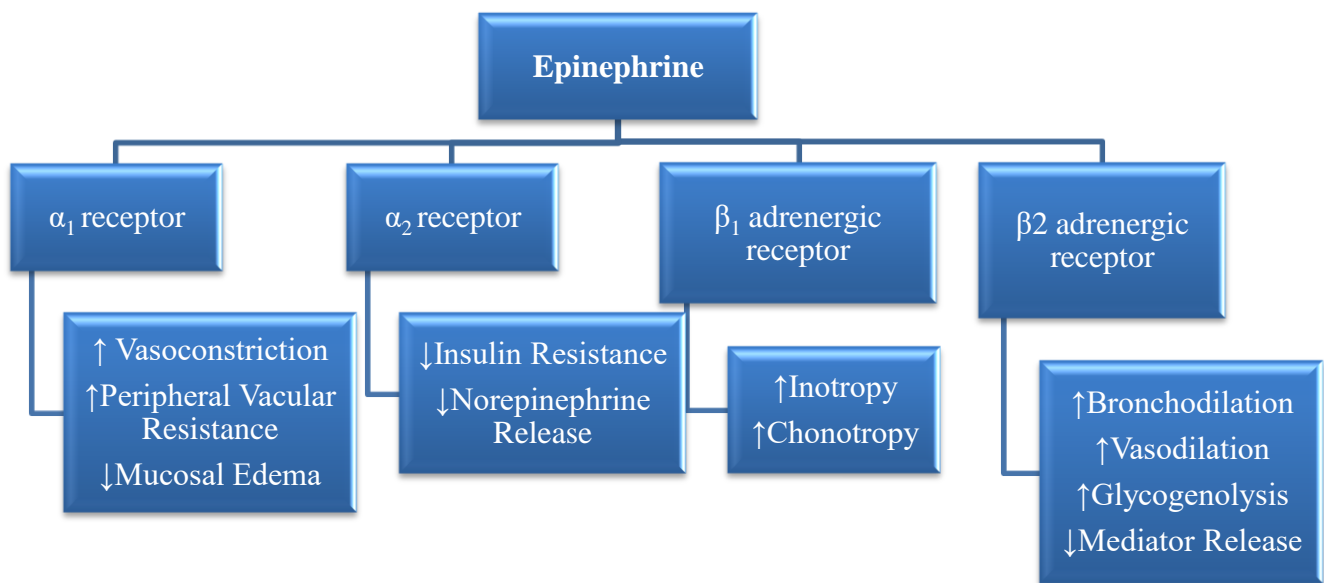 Epinephrine
α₁ receptor
↑ Vasoconstriction
↑Peripheral Vacular
Resistance
↓Mucosal Edema
α₂ receptor
↓Insulin Resistance
↓Norepinephrine
Release
β₁ adrenergic
receptor
↑Inotropy
↑Chonotropy
β2 adrenergic
receptor
↑Bronchodilation
↑Vasodilation
↑Glycogenolysis
↓Mediator Release